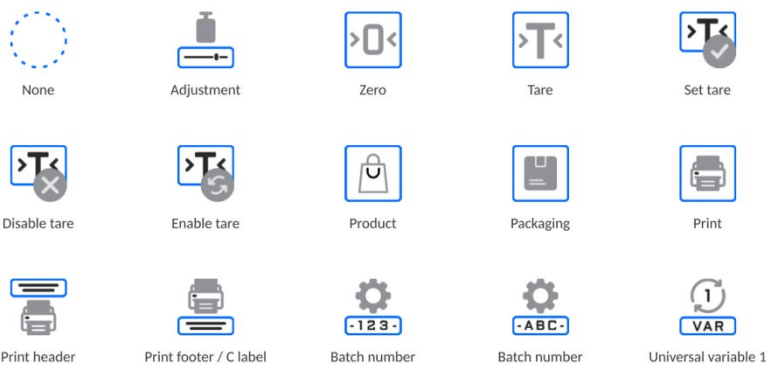 >0< >T< >T<
None Adjustment Zero Tare Set tare
>T< >T<
Disable tare Enable tare Product Packaging Print
-123- -ABC- 1 VAR
Print header Print footer / C label Batch number Batch number Universal variable 1